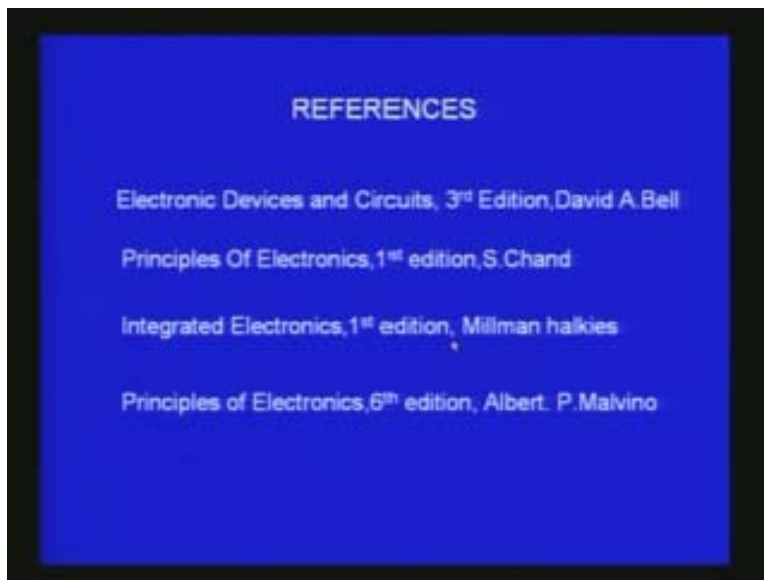 REFERENCES
Electronic Devices and Circuits, 3rd Edition,David A.Bell
Principles Of Electronics,1st edition,S.Chand
Integrated Electronics,1st edition, Millman halkies
Principles of Electronics,6th edition, Albert. P.Malvino